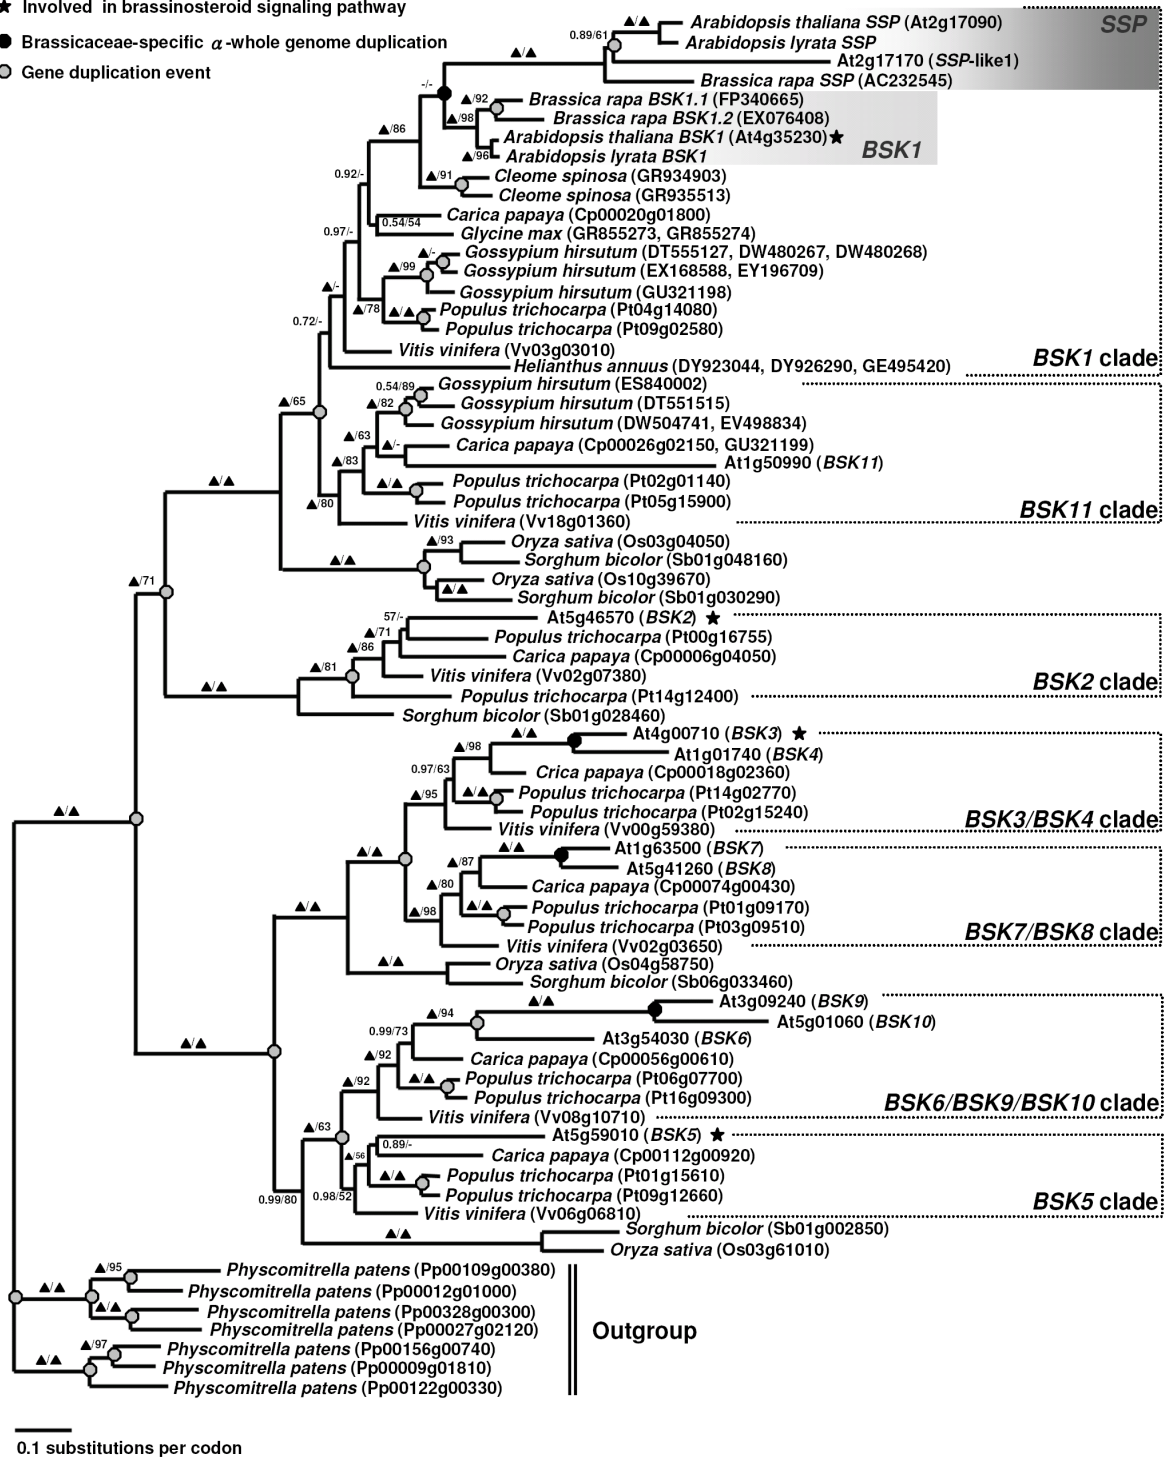 ★ Involved in brassinosteroid signaling pathway
● Brassicaceae-specific α-whole genome duplication
Gene duplication event
▲/▲ Arabidopsis thaliana SSP (At2g17090)
SSP
0.89/61
Arabidopsis lyrata SSP
▲/▲ At2g17170 (SSP-like1)
Brassica rapa SSP (AC232545)
-/-
▲/92 Brassica rapa BSK1.1 (FP340665)
▲/98 Brassica rapa BSK1.2 (EX076408)
▲/86 Arabidopsis thaliana BSK1 (At4g35230)★
BSK1
▲/96 Arabidopsis lyrata BSK1
0.92/- ▲/91 Cleome spinosa (GR934903)
Cleome spinosa (GR935513)
Carica papaya (Cp00020g01800)
0.97/- 0.54/54
Glycine max (GR855273, GR855274)
▲/- Gossypium hirsutum (DT555127, DW480267, DW480268)
▲/99 Gossypium hirsutum (EX168588, EY196709)
▲/- Gossypium hirsutum (GU321198)
▲/78 ▲/▲ Populus trichocarpa (Pt04g14080)
0.72/- Populus trichocarpa (Pt09g02580)
Vitis vinifera (Vv03g03010)
BSK1 clade
Helianthus annuus (DY923044, DY926290, GE495420)
0.54/89 Gossypium hirsutum (ES840002)
▲/65 ▲/82 Gossypium hirsutum (DT551515)
Gossypium hirsutum (DW504741, EV498834)
▲/63 ▲/- Carica papaya (Cp00026g02150, GU321199)
▲/83 At1g50990 (BSK11)
▲/▲ ▲/▲ Populus trichocarpa (Pt02g01140)
▲/80 Populus trichocarpa (Pt05g15900)
BSK11 clade
Vitis vinifera (Vv18g01360)
▲/93 Oryza sativa (Os03g04050)
▲/▲ Sorghum bicolor (Sb01g048160)
▲/71 ▲/▲ Oryza sativa (Os10g39670)
Sorghum bicolor (Sb01g030290)
57/- At5g46570 (BSK2) ★
▲/71 Populus trichocarpa (Pt00g16755)
▲/86 Carica papaya (Cp00006g04050)
▲/81 Vitis vinifera (Vv02g07380)
BSK2 clade
▲/▲ Populus trichocarpa (Pt14g12400)
Sorghum bicolor (Sb01g028460)
▲/▲ At4g00710 (BSK3) ★
▲/98 At1g01740 (BSK4)
0.97/63 Crica papaya (Cp00018g02360)
▲/95 ▲/▲ Populus trichocarpa (Pt14g02770)
▲/▲ Populus trichocarpa (Pt02g15240)
BSK3/BSK4 clade
Vitis vinifera (Vv00g59380)
▲/▲ ▲/▲ At1g63500 (BSK7)
▲/87 At5g41260 (BSK8)
▲/80 Carica papaya (Cp00074g00430)
▲/▲ ▲/98 ▲/▲ Populus trichocarpa (Pt01g09170)
Populus trichocarpa (Pt03g09510)
BSK7/BSK8 clade
Vitis vinifera (Vv02g03650)
▲/▲ Oryza sativa (Os04g58750)
Sorghum bicolor (Sb06g033460)
▲/▲ At3g09240 (BSK9)
▲/94 At5g01060 (BSK10)
0.99/73 At3g54030 (BSK6)
▲/▲ ▲/92 Carica papaya (Cp00056g00610)
▲/92 ▲/▲ Populus trichocarpa (Pt06g07700)
Populus trichocarpa (Pt16g09300)
BSK6/BSK9/BSK10 clade
Vitis vinifera (Vv08g10710)
▲/63 At5g59010 (BSK5) ★
0.89/-
▲/56 Carica papaya (Cp00112g00920)
▲/▲ Populus trichocarpa (Pt01g15610)
0.99/80 0.98/52 Populus trichocarpa (Pt09g12660)
BSK5 clade
Vitis vinifera (Vv06g06810)
▲/▲ Sorghum bicolor (Sb01g002850)
Oryza sativa (Os03g61010)
▲/95 Physcomitrella patens (Pp00109g00380)
▲/▲ Physcomitrella patens (Pp00012g01000)
▲/▲ Physcomitrella patens (Pp00328g00300)
Physcomitrella patens (Pp00027g02120)
Outgroup
▲/97 Physcomitrella patens (Pp00156g00740)
▲/▲ Physcomitrella patens (Pp00009g01810)
Physcomitrella patens (Pp00122g00330)
0.1 substitutions per codon